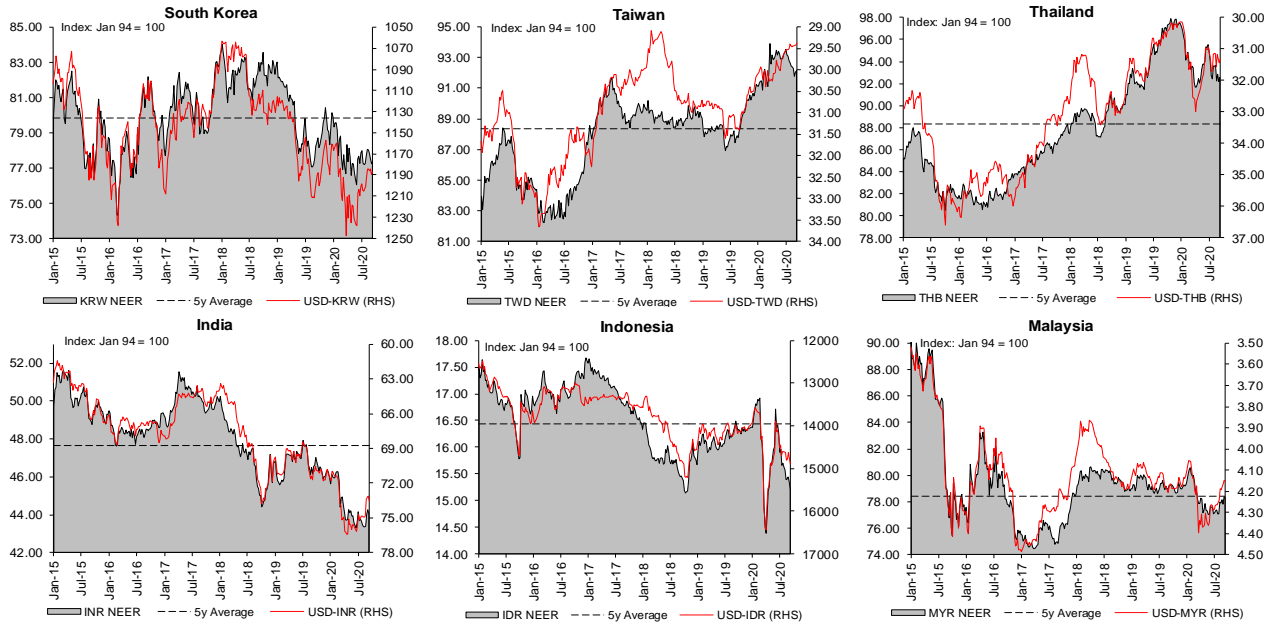 South Korea
Index: Jan 94 = 100
85.00
83.00
81.00
79.00
77.00
75.00
73.00
1050
1070
1090
1110
1130
1150
1170
1190
1210
1230
1250
Jan-15
Jul-15
Jan-16
Jul-16
Jan-17
Jul-17
Jan-18
Jul-18
Jan-19
Jul-19
Jan-20
Jul-20
KRW NEER 5y Average USD-KRW (RHS)
Taiwan
Index: Jan 94 = 100
95.00
93.00
91.00
89.00
87.00
85.00
83.00
81.00
29.00
29.50
30.00
30.50
31.00
31.50
32.00
32.50
33.00
33.50
34.00
Jan-15
Jul-15
Jan-16
Jul-16
Jan-17
Jul-17
Jan-18
Jul-18
Jan-19
Jul-19
Jan-20
Jul-20
TWD NEER 5y Average USD-TWD (RHS)
Thailand
Index: Jan 94 = 100
98.00
96.00
94.00
92.00
90.00
88.00
86.00
84.00
82.00
80.00
78.00
30.00
31.00
32.00
33.00
34.00
35.00
36.00
37.00
Jan-15
Jul-15
Jan-16
Jul-16
Jan-17
Jul-17
Jan-18
Jul-18
Jan-19
Jul-19
Jan-20
Jul-20
THB NEER 5y Average USD-THB (RHS)
India
Index: Jan 94 = 100
52.00
50.00
48.00
46.00
44.00
42.00
60.00
63.00
66.00
69.00
72.00
75.00
78.00
Jan-15
Jul-15
Jan-16
Jul-16
Jan-17
Jul-17
Jan-18
Jul-18
Jan-19
Jul-19
Jan-20
Jul-20
INR NEER 5y Average USD-INR (RHS)
Indonesia
Index: Jan 94 = 100
18.00
17.50
17.00
16.50
16.00
15.50
15.00
14.50
14.00
12000
13000
14000
15000
16000
17000
Jan-15
Jul-15
Jan-16
Jul-16
Jan-17
Jul-17
Jan-18
Jul-18
Jan-19
Jul-19
Jan-20
Jul-20
IDR NEER 5y Average USD-IDR (RHS)
Malaysia
Index: Jan 94 = 100
90.00
88.00
86.00
84.00
82.00
80.00
78.00
76.00
74.00
3.50
3.60
3.70
3.80
3.90
4.00
4.10
4.20
4.30
4.40
4.50
Jan-15
Jul-15
Jan-16
Jul-16
Jan-17
Jul-17
Jan-18
Jul-18
Jan-19
Jul-19
Jan-20
Jul-20
MYR NEER 5y Average USD-MYR (RHS)